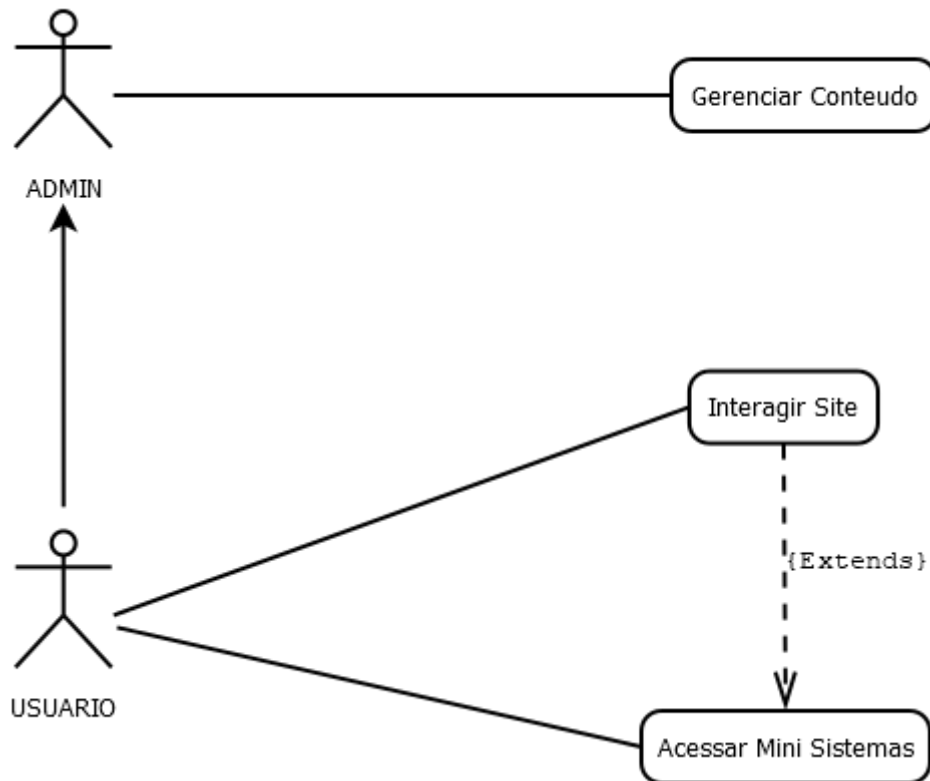 Gerenciar Conteudo
ADMIN
Interagir Site
{Extends}
USUARIO
Acessar Mini Sistemas